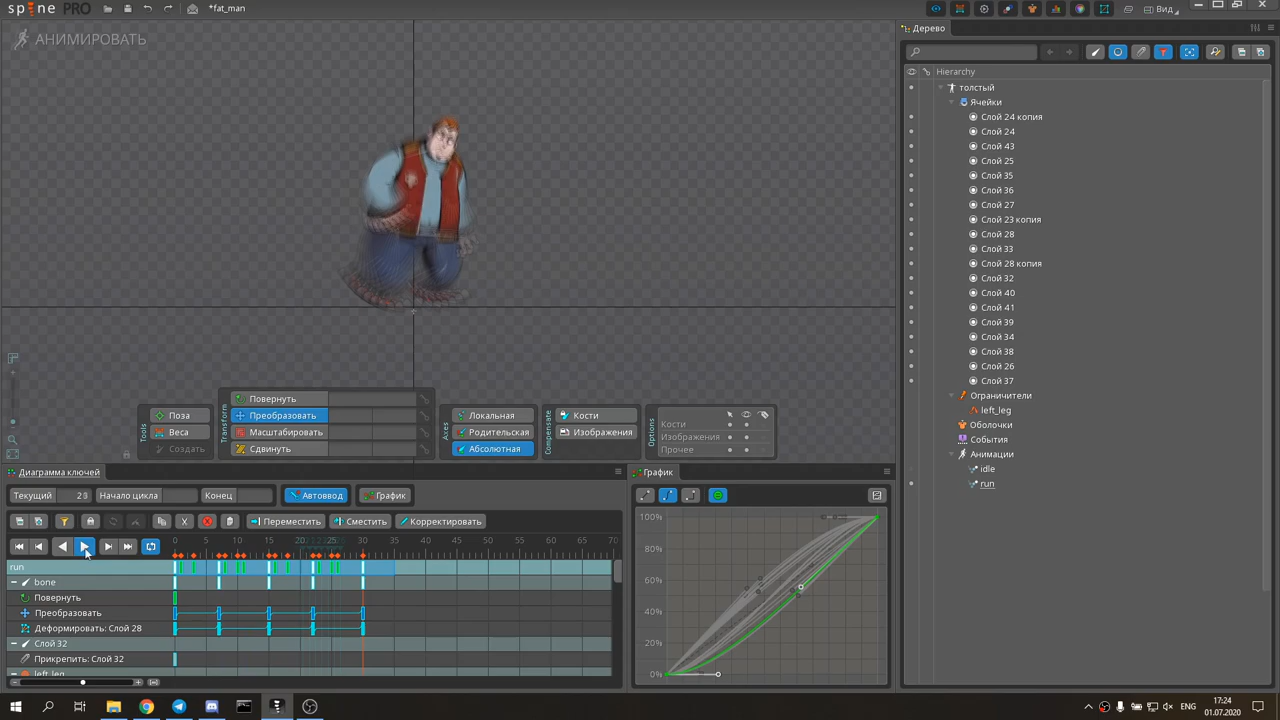 spine PRO
*fat_man
Вид
АНИМИРОВАТЬ
Дерево
Hierarchy
толстый
Ячейки
Слой 24 копия
Слой 24
Слой 43
Слой 25
Слой 35
Слой 36
Слой 27
Слой 23 копия
Слой 28
Слой 33
Слой 28 копия
Слой 32
Слой 40
Слой 41
Слой 39
Слой 34
Слой 38
Слой 26
Слой 37
Ограничители
left_leg
Оболочки
События
Анимации
idle
run
Tools
Поза
Веса
Создать
Transform
Повернуть
Преобразовать
Масштабировать
Сдвинуть
Axes
Локальная
Родительская
Абсолютная
Compensate
Кости
Изображения
Options
Кости
Изображения
Прочее
Диаграмма ключей
Текущий 28 Начало цикла Конец Автоввод График
Переместить Сместить Корректировать
0 5 10 15 20 25 30 35 40 45 50 55 60 65 70
run
bone
Повернуть
Преобразовать
Деформировать: Слой 28
Слой 32
Прикрепить: Слой 32
left_leg
График
100%
80%
60%
40%
20%
0%
ENG
17:24
01.07.2020